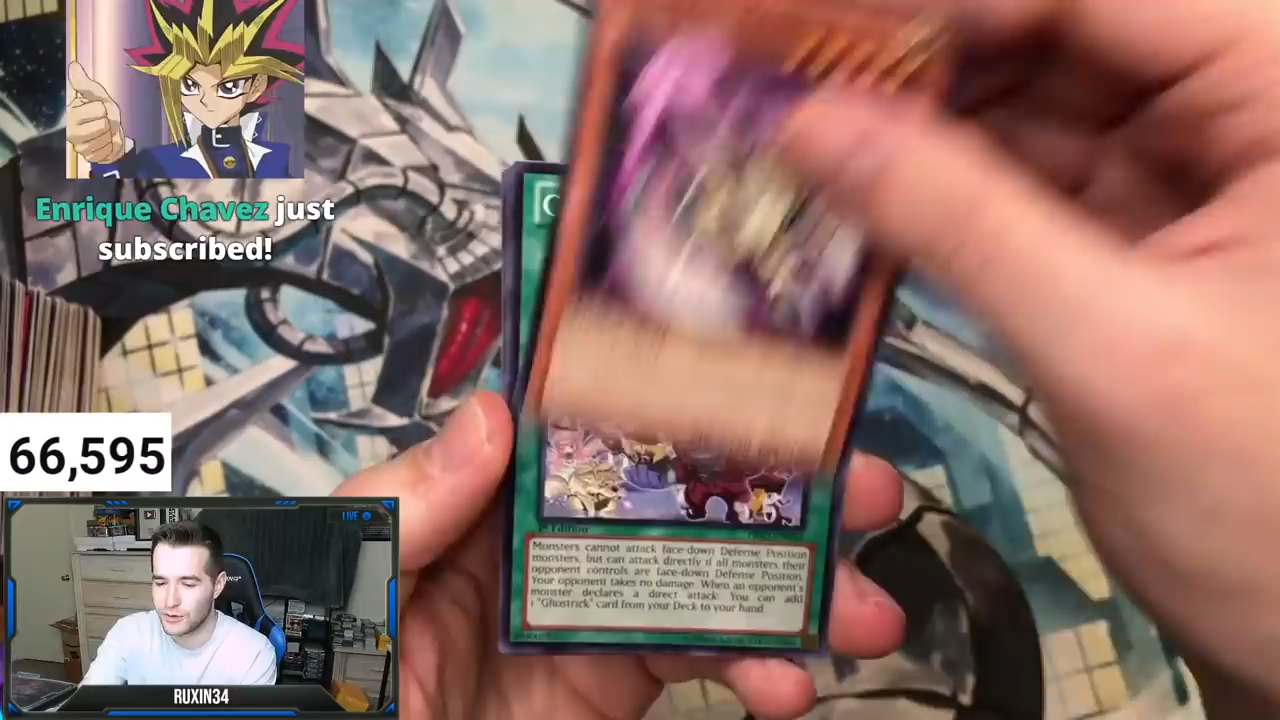 Enrique Chavez just
subscribed!
66,595
LIVE
RUXIN34
Edition
Monsters cannot attack face-down Defense Position
monsters, but can attack directly if all monsters their
opponent controls are face-down Defense Position.
Your opponent takes no damage. When an opponent's
monster declares a direct attack: You can add
1 "Ghostrick" card from your Deck to your hand.